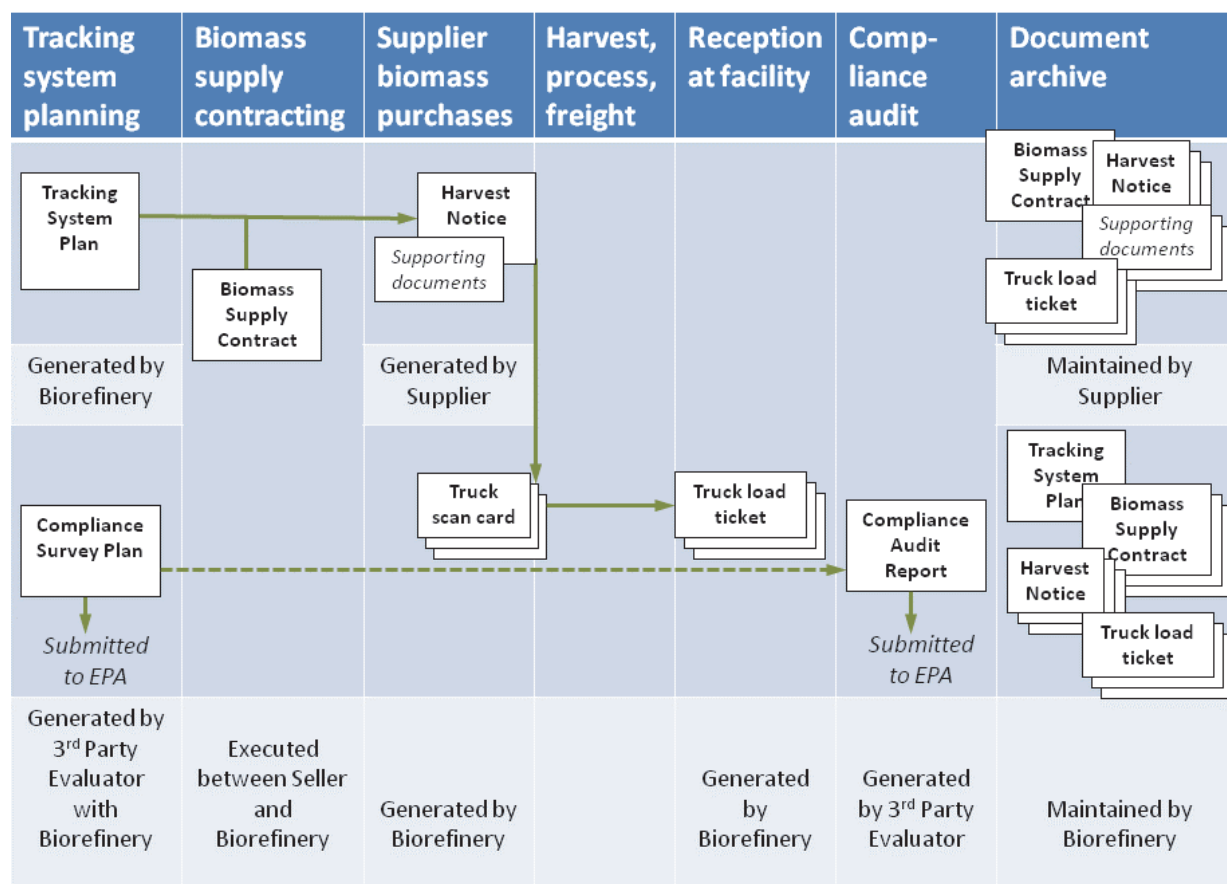 Tracking
system
planning
Biomass
supply
contracting
Supplier
biomass
purchases
Harvest,
process,
freight
Reception
at facility
Comp-
liance
audit
Document
archive
Tracking
System
Plan
Biomass
Supply
Contract
Harvest
Notice
Supporting
documents
Biomass
Supply
Contract
Harvest
Notice
Supporting
documents
Truck load
ticket
Generated by
Biorefinery
Generated by
Supplier
Maintained by
Supplier
Compliance
Survey Plan
Submitted
to EPA
Truck
scan card
Truck load
ticket
Compliance
Audit
Report
Submitted
to EPA
Tracking
System
Plan
Biomass
Supply
Contract
Harvest
Notice
Truck load
ticket
Generated by
3rd Party
Evaluator
with
Biorefinery
Executed
between Seller
and
Biorefinery
Generated by
Biorefinery
Generated
by
Biorefinery
Generated
by 3rd Party
Evaluator
Maintained by
Biorefinery